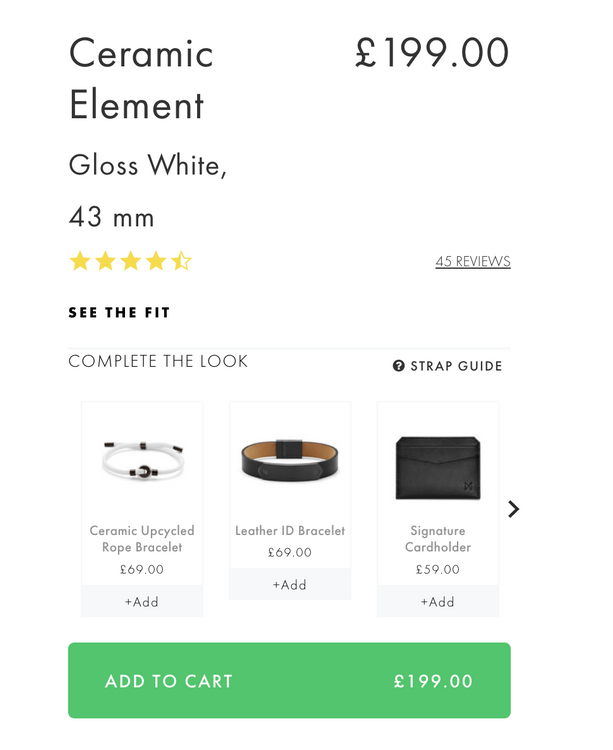 Ceramic £199.00
Element
Gloss White,
43 mm
45 REVIEWS
SEE THE FIT
COMPLETE THE LOOK
? STRAP GUIDE
Ceramic Upcycled
Rope Bracelet
£69.00
+Add
Leather ID Bracelet
£69.00
+Add
Signature
Cardholder
£59.00
+Add
ADD TO CART £199.00